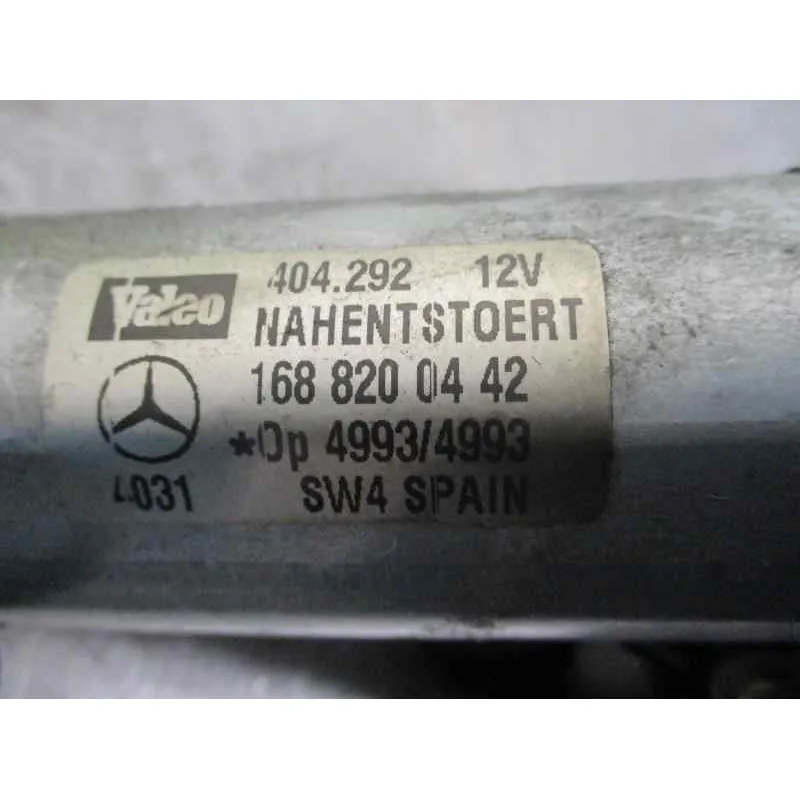 Valeo 404.292 12V
NAHENTSTOERT
168 820 04 42
*Op 4993/4993
4031 SW4 SPAIN